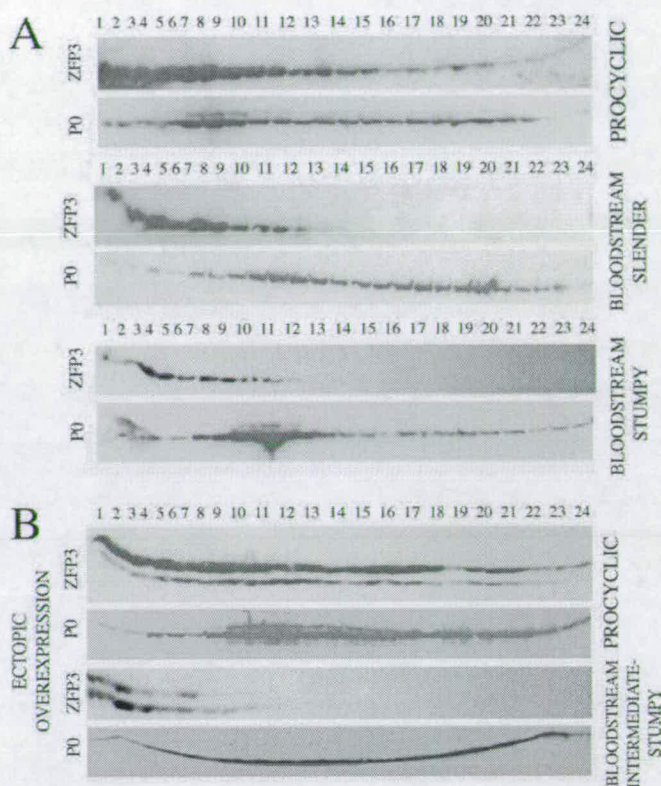 A
1 2 3 4 5 6 7 8 9 10 11 12 13 14 15 16 17 18 19 20 21 22 23 24
ZFP3
P0
PROCYCLIC
1 2 3 4 5 6 7 8 9 10 11 12 13 14 15 16 17 18 19 20 21 22 23 24
ZFP3
P0
BLOODSTREAM
SLENDER
1 2 3 4 5 6 7 8 9 10 11 12 13 14 15 16 17 18 19 20 21 22 23 24
ZFP3
P0
BLOODSTREAM
STUMPY
B
1 2 3 4 5 6 7 8 9 10 11 12 13 14 15 16 17 18 19 20 21 22 23 24
ECTOPIC
OVEREXPRESSION
ZFP3
P0
PROCYCLIC
ZFP3
P0
BLOODSTREAM
INTERMEDIATE-
STUMPY